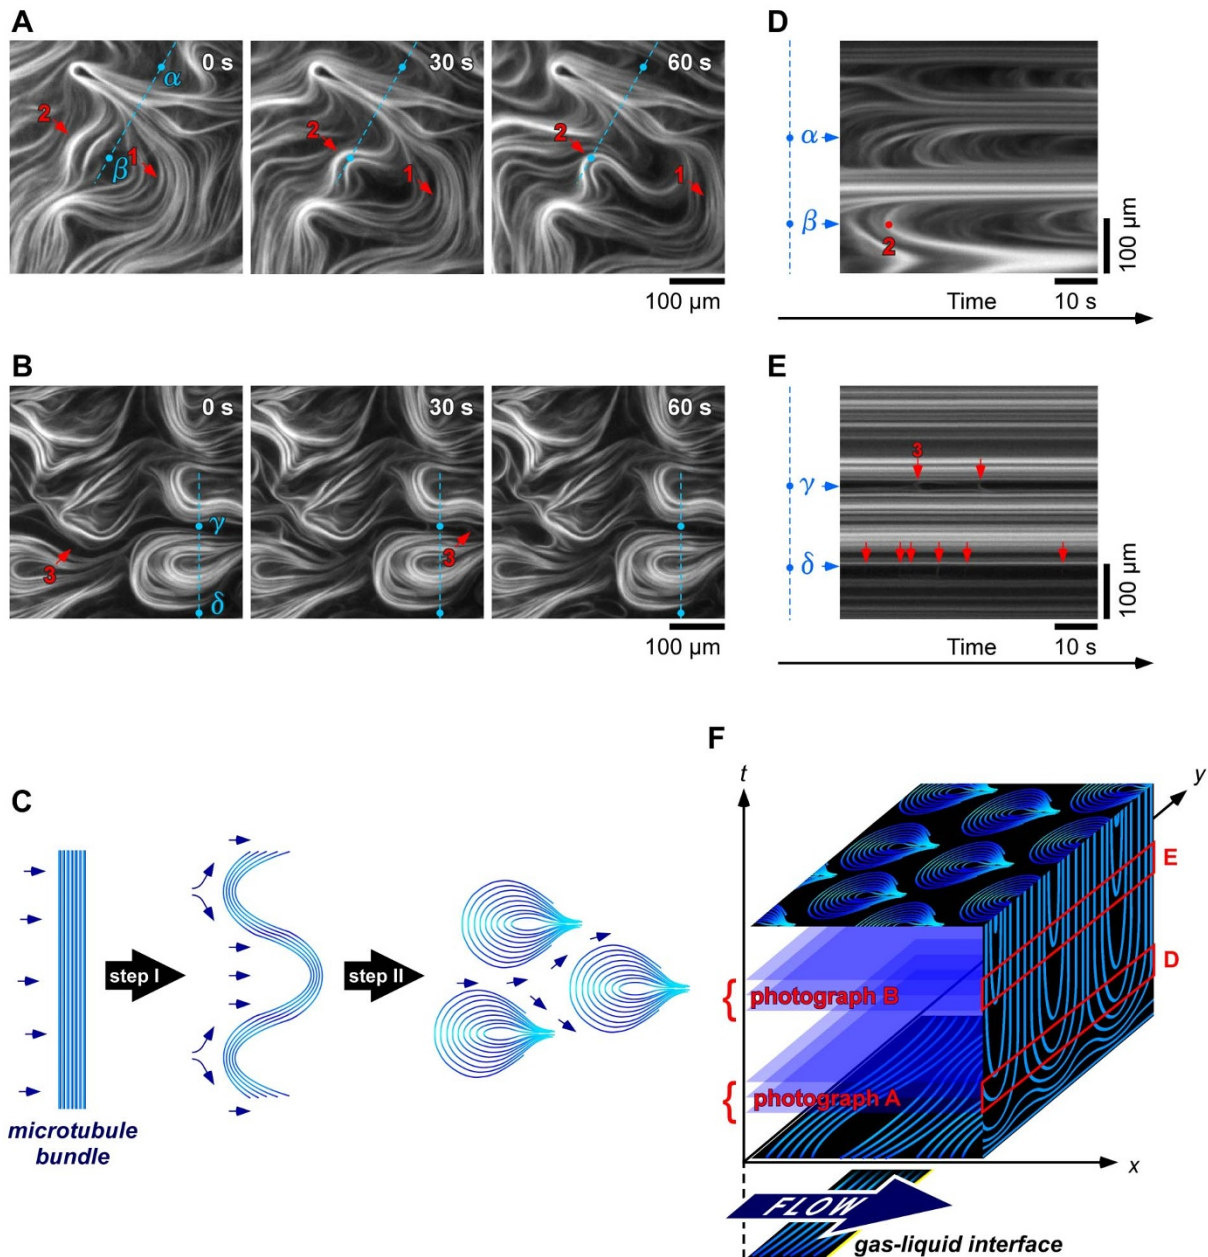 A
0 s
30 s
60 s
α
β
2
1
2
1
2
1
100 µm
D
α
β
2
100 µm
Time
10 s
B
0 s
30 s
60 s
γ
δ
3
3
100 µm
E
3
γ
δ
100 µm
Time
10 s
C
step I
step II
microtubule
bundle
F
t
y
E
D
photograph B
photograph A
x
FLOW
gas-liquid interface